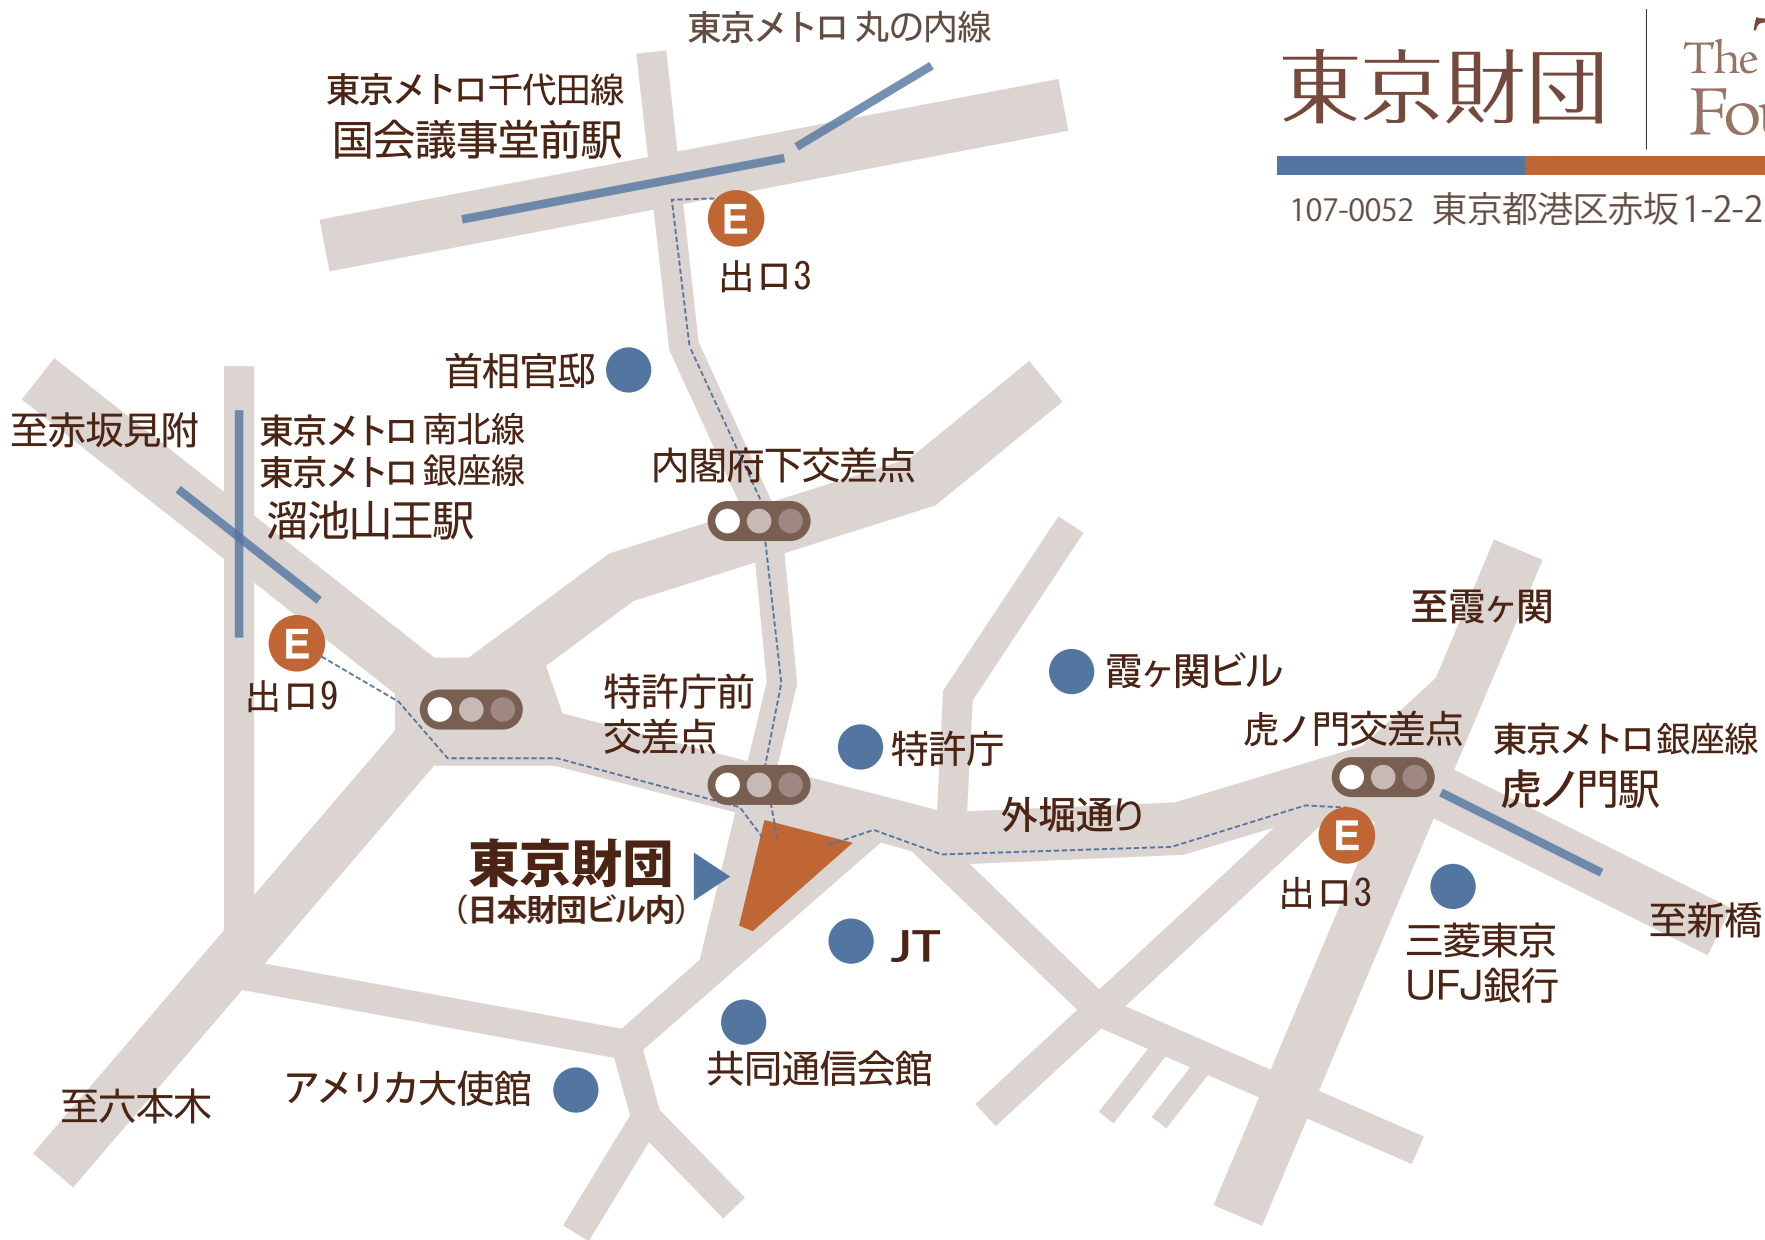 東京メトロ 丸の内線
東京メトロ千代田線
国会議事堂前駅
東京財団
The
107-0052 東京都港区赤坂1-2-2
E
出口3
首相官邸
至赤坂見附
東京メトロ 南北線
東京メトロ 銀座線
溜池山王駅
内閣府下交差点
E
出口9
至霞ヶ関
霞ヶ関ビル
特許庁前
交差点
特許庁
虎ノ門交差点
東京メトロ 銀座線
虎ノ門駅
外堀通り
E
出口3
東京財団
(日本財団ビル内)
三菱東京
UFJ銀行
至新橋
JT
共同通信会館
アメリカ大使館
至六本木